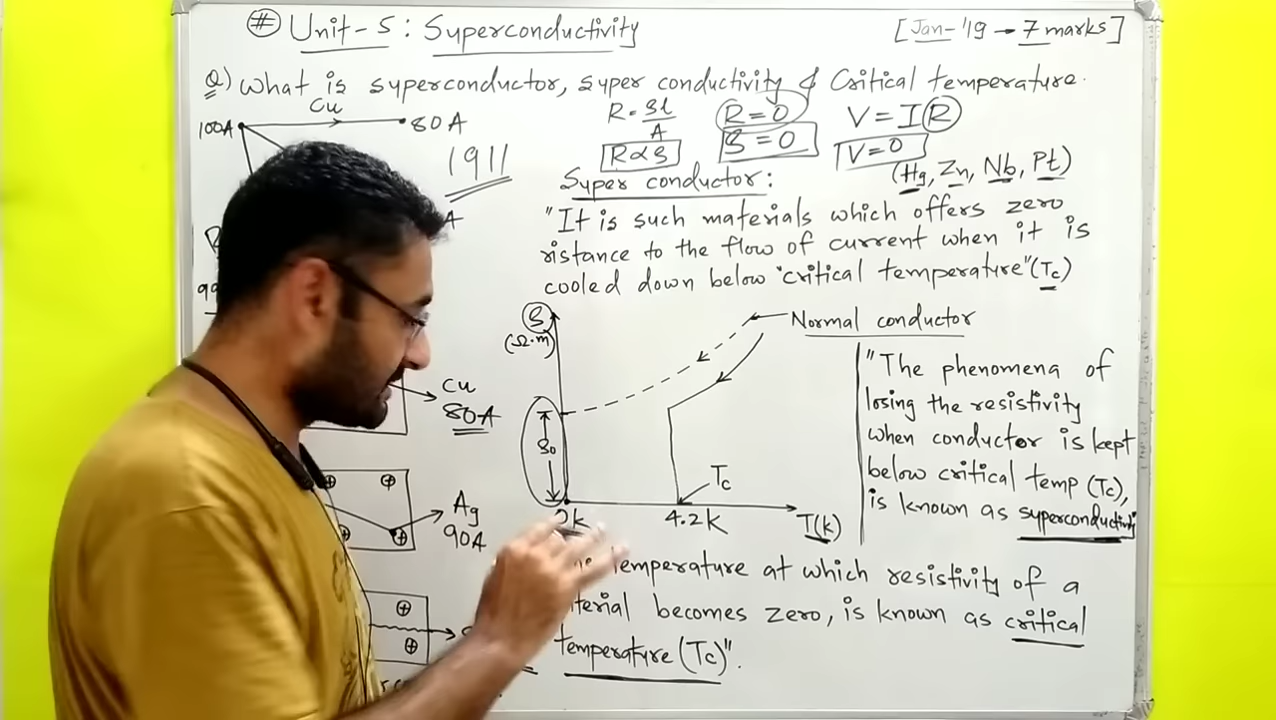 # Unit-5 : Superconductivity
[Jan-'19 → 7 marks]
Q) What is superconductor, super conductivity & Critical temperature.
Cu
100A
80A
1911
A
R = ρl/A
R=0
V=IR
R∝ρ
ρ=0
V=0
(Hg, Zn, Nb, Pt)
Super conductor:
"It is such materials which offers zero
ristance to the flow of current when it is
cooled down below 'critical temperature"(Tc)
ρ
(Ω·m)
Normal conductor
ρ0
Tc
0k
4.2k
T(k)
"The phenomena of
losing the resistivity
when conductor is kept
below critical temp (Tc),
is known as superconductivi
Cu
80A
Ag
90A
temperature at which resistivity of a
becomes zero, is known as critical
temperature (Tc)".